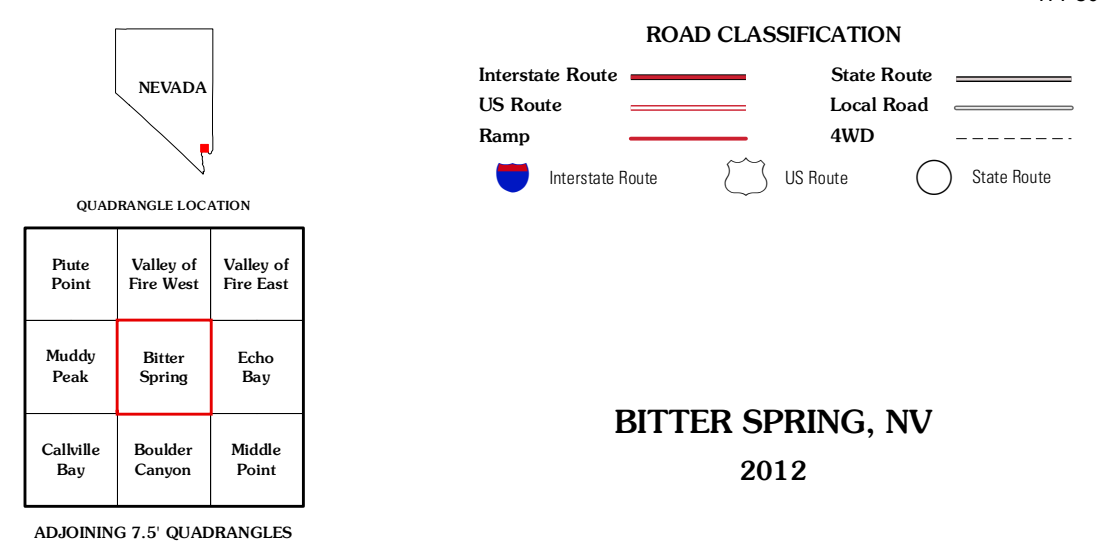 NEVADA
QUADRANGLE LOCATION
Piute
Point
Valley of
Fire West
Valley of
Fire East
Muddy
Peak
Bitter
Spring
Echo
Bay
Callville
Bay
Boulder
Canyon
Middle
Point
ADJOINING 7.5' QUADRANGLES
ROAD CLASSIFICATION
Interstate Route
State Route
US Route
Local Road
Ramp
4WD
Interstate Route
US Route
State Route
BITTER SPRING, NV
2012